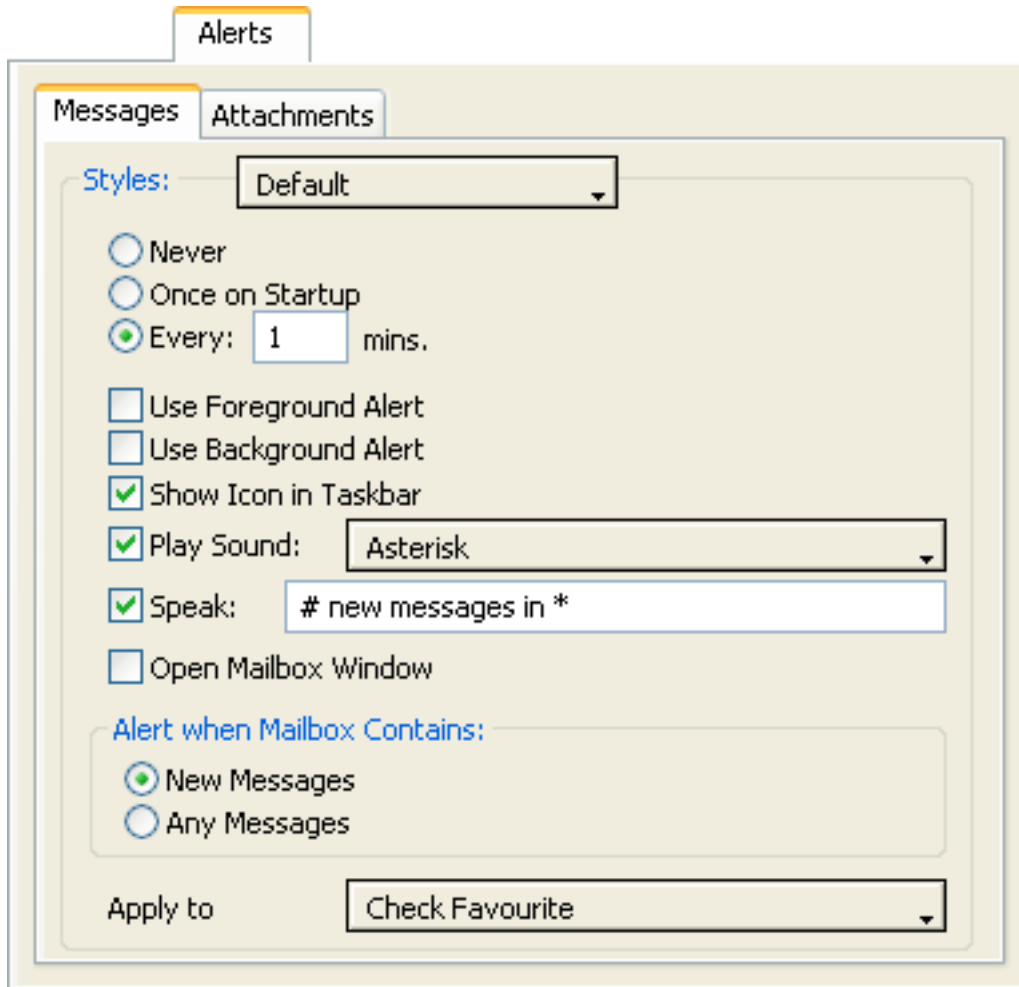 Alerts
Messages Attachments
Styles: Default
Never
Once on Startup
Every: 1 mins.
Use Foreground Alert
Use Background Alert
Show Icon in Taskbar
Play Sound: Asterisk
Speak: # new messages in *
Open Mailbox Window
Alert when Mailbox Contains:
New Messages
Any Messages
Apply to Check Favourite